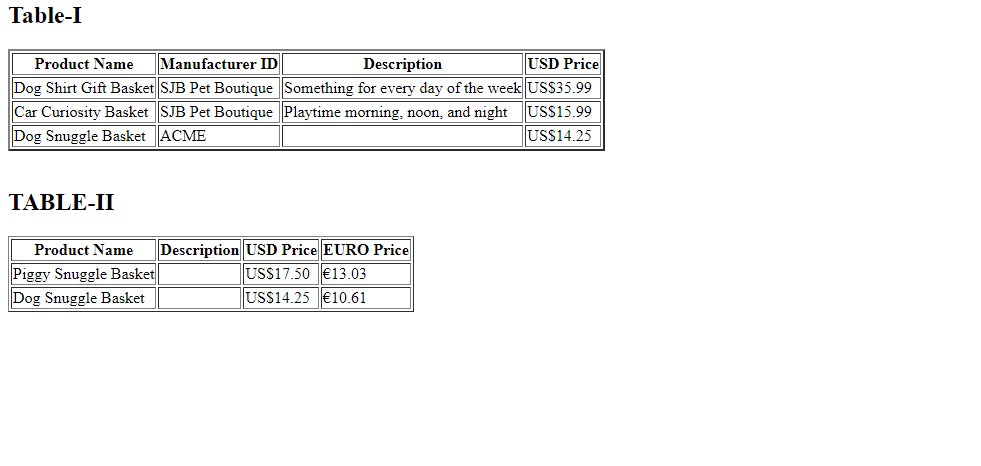 Table-I
Product Name Manufacturer ID Description USD Price
Dog Shirt Gift Basket SJB Pet Boutique Something for every day of the week US$35.99
Car Curiosity Basket SJB Pet Boutique Playtime morning, noon, and night US$15.99
Dog Snuggle Basket ACME US$14.25
TABLE-II
Product Name Description USD Price EURO Price
Piggy Snuggle Basket US$17.50 €13.03
Dog Snuggle Basket US$14.25 €10.61